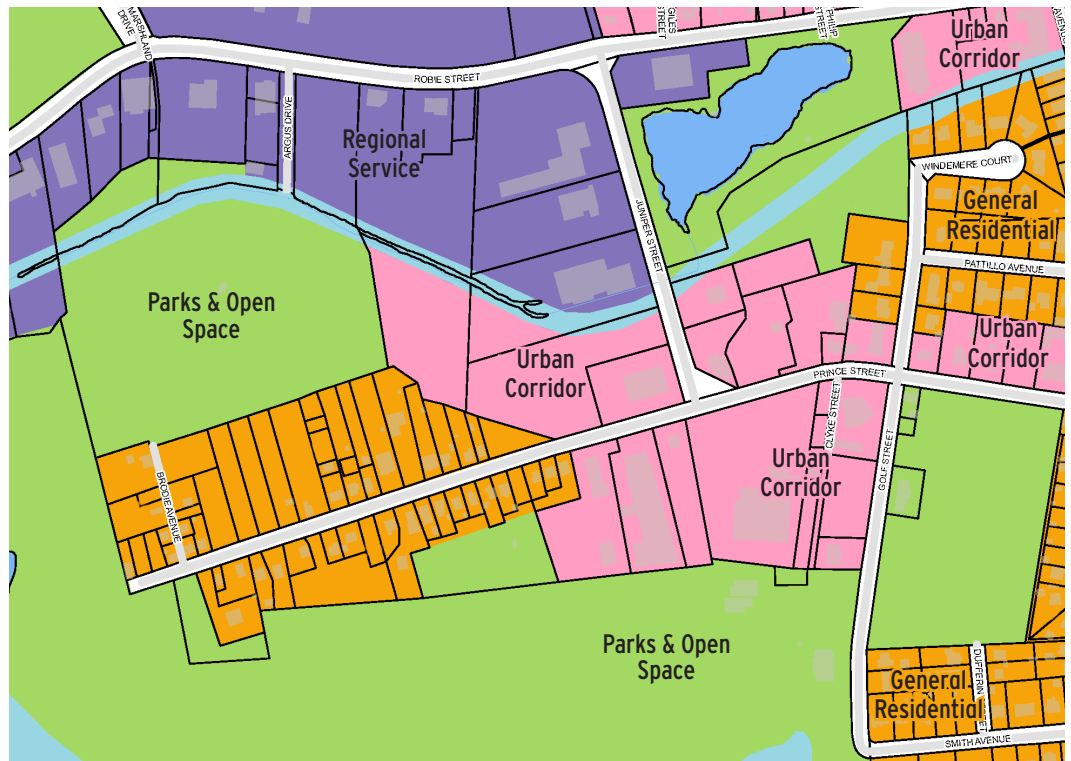 MARSHLAND
DRIVE
GILES
STREET
PHILIP
STREET
AVENUE
Urban
Corridor
ROBIE STREET
ARGUS DRIVE
Regional
Service
WINDEMERE COURT
General
Residential
JUNIPER STREET
PATTILLO AVENUE
Parks & Open
Space
Urban
Corridor
Urban
Corridor
PRINCE STREET
CLYKE STREET
Urban
Corridor
GOLF STREET
BRODIE AVENUE
Parks & Open
Space
DUFFERIN STREET
General
Residential
SMITH AVENUE